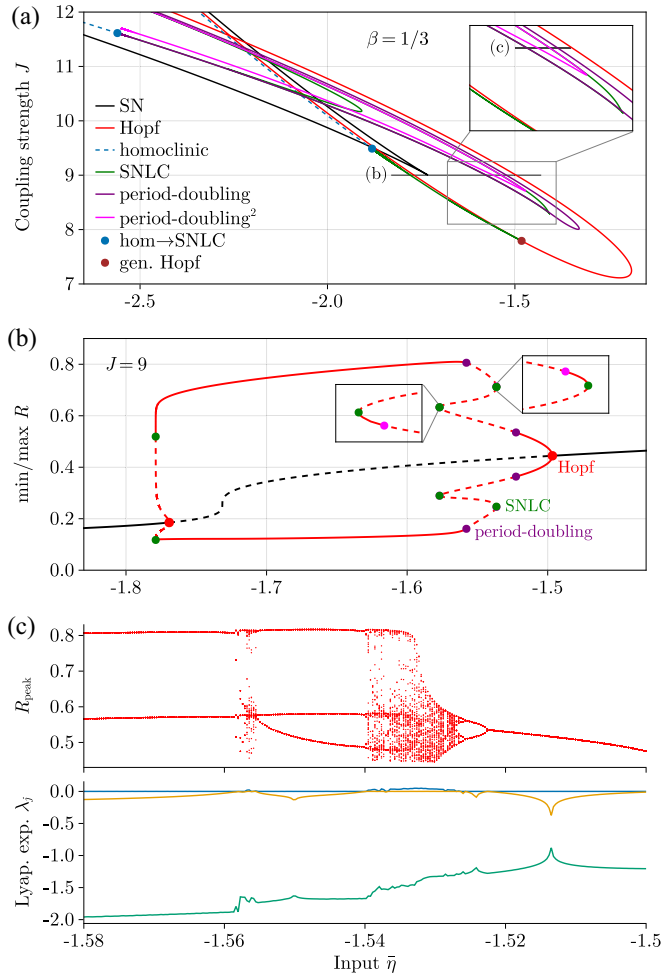 (a)
β = 1/3
(c)
SN
Hopf
homoclinic
SNLC
period-doubling
period-doubling²
hom→SNLC
gen. Hopf
(b)
Coupling strength J
12
11
10
9
8
7
-2.5
-2.0
-1.5
(b)
J = 9
Hopf
SNLC
period-doubling
min/max R
0.8
0.6
0.4
0.2
0.0
-1.8
-1.7
-1.6
-1.5
(c)
R_peak
0.8
0.7
0.6
0.5
Lyap. exp. λ_j
0.0
-0.5
-1.0
-1.5
-2.0
-1.58
-1.56
-1.54
-1.52
-1.5
Input η̄